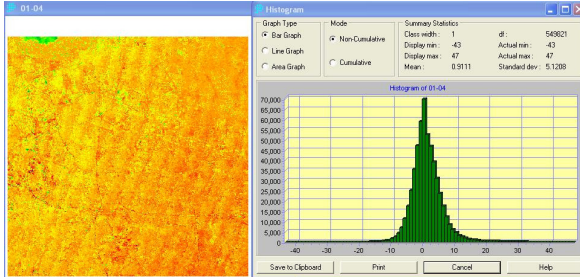 01-04
Histogram
Graph Type
Bar Graph
Line Graph
Area Graph
Mode
Non-Cumulative
Cumulative
Summary Statistics
Class width : 1 df : 549821
Display min : -43 Actual min : -43
Display max : 47 Actual max : 47
Mean : 0.9111 Standard dev : 5.1208
Histogram of 01-04
70,000
65,000
60,000
55,000
50,000
45,000
40,000
35,000
30,000
25,000
20,000
15,000
10,000
5,000
0
-40 -30 -20 -10 0 10 20 30 40
Save to Clipboard Print Cancel Help